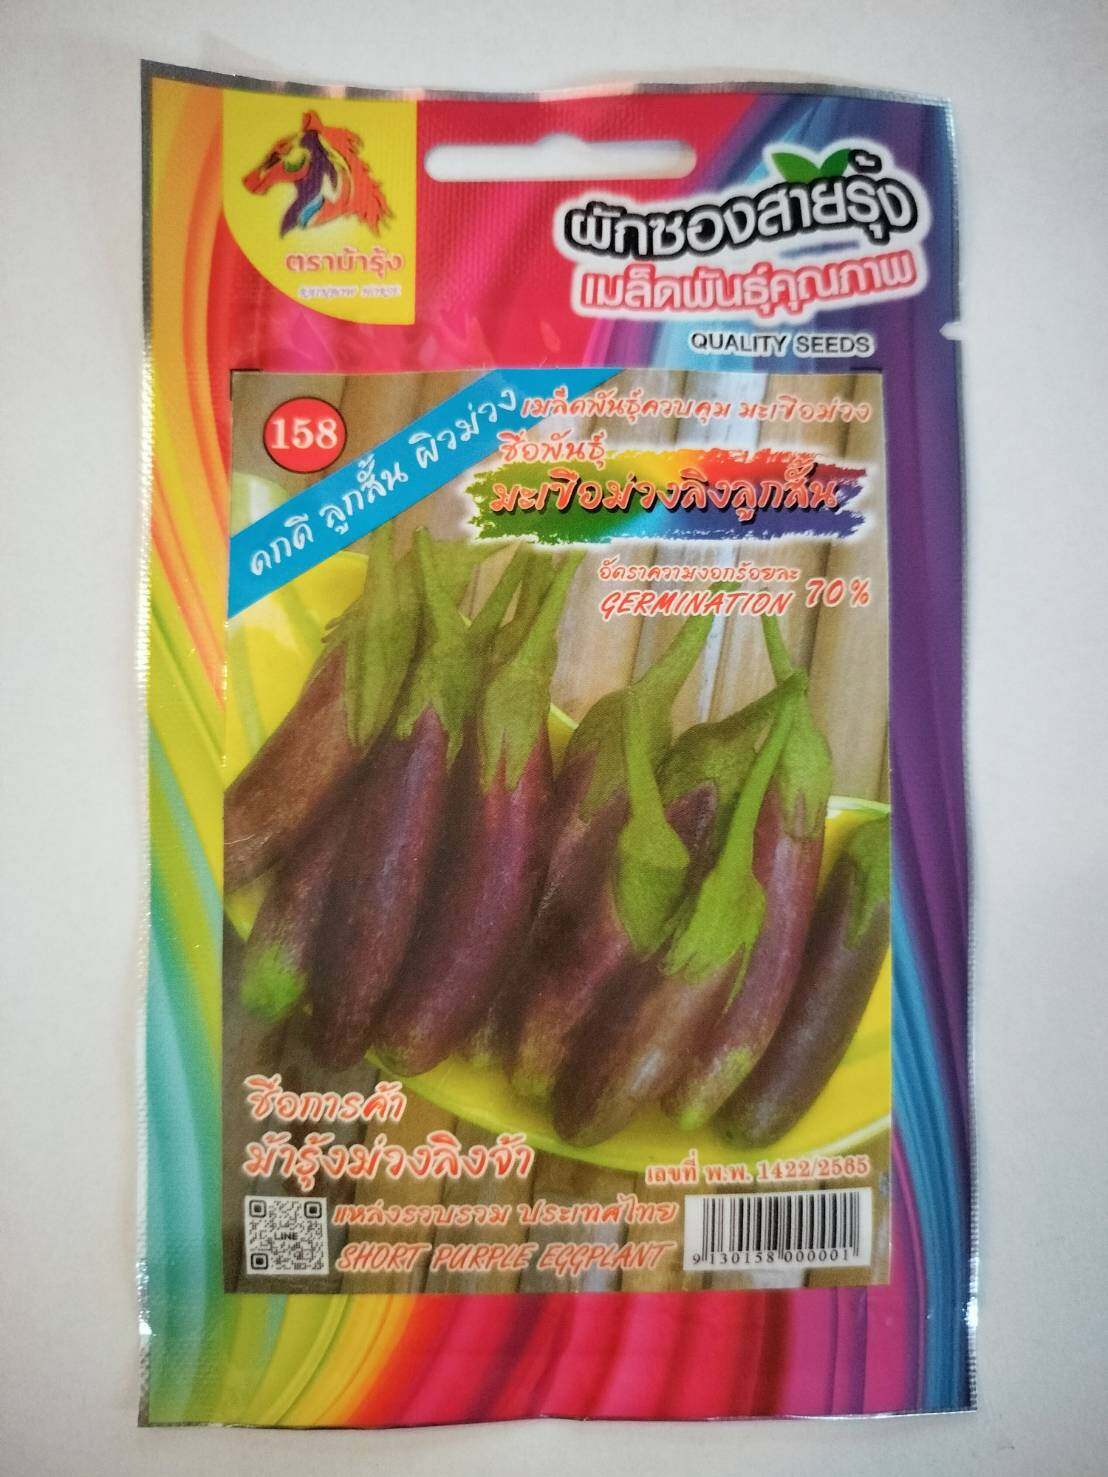 ตราม้ารุ้ง
RAINBOW HORSE
ผักซองสายรุ้ง
เมล็ดพันธุ์คุณภาพ
QUALITY SEEDS
158
ดกดี ลูกสั้น ผิวม่วง
เมล็ดพันธุ์ควบคุม มะเขือม่วง
ชื่อพันธุ์
มะเขือม่วงลิงลูกสั้น
อัตราความงอกร้อยละ
GERMINATION 70%
ชื่อการค้า
ม้ารุ้งม่วงลิงจ๋า
เลขที่ พ.พ. 1422/2565
แหล่งรวบรวม ประเทศไทย
LINE
SHORT PURPLE EGGPLANT
9 130158 000001